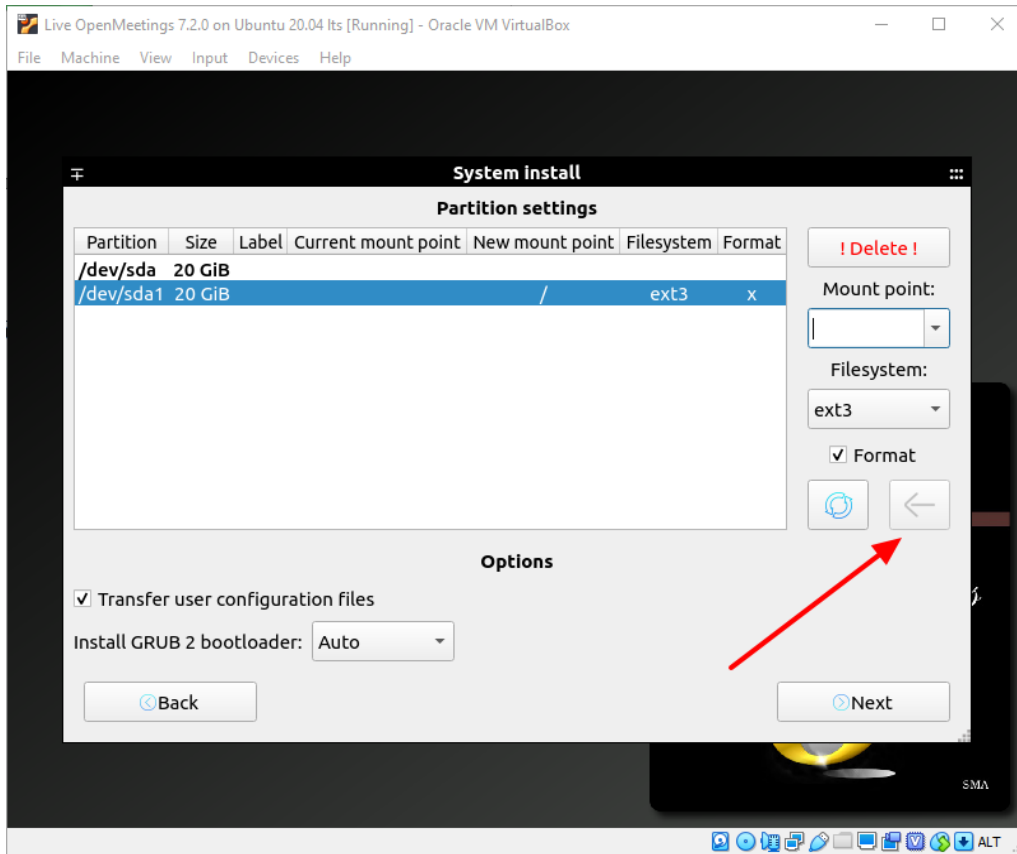 Live OpenMeetings 7.2.0 on Ubuntu 20.04 lts [Running] - Oracle VM VirtualBox
File Machine View Input Devices Help
System install
Partition settings
Partition Size Label Current mount point New mount point Filesystem Format
/dev/sda 20 GiB
/dev/sda1 20 GiB / ext3 x
! Delete !
Mount point:
Filesystem:
ext3
Format
Options
Transfer user configuration files
Install GRUB 2 bootloader: Auto
Back
Next
SMA
ALT